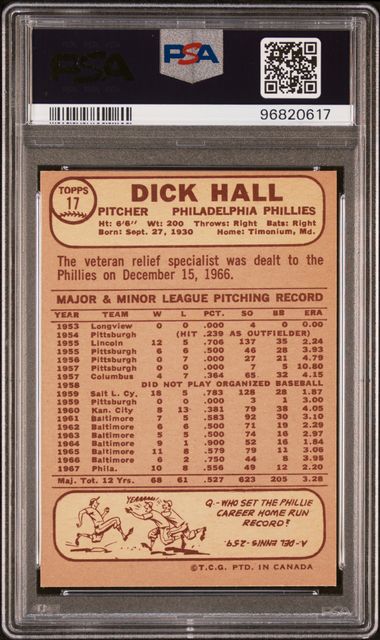 PSA
PSA
96820617
TOPPS
17
DICK HALL
PITCHER PHILADELPHIA PHILLIES
Ht: 6'6" Wt: 200 Throws: Right Bats: Right
Born: Sept. 27, 1930 Home: Timonium, Md.
The veteran relief specialist was dealt to the
Phillies on December 15, 1966.
MAJOR & MINOR LEAGUE PITCHING RECORD
YEAR TEAM W L PCT. SO BB ERA
1953 Longview 0 0 .000 4 0 0.00
1954 Pittsburgh (HIT .239 AS OUTFIELDER)
1955 Lincoln 12 5 .706 137 35 2.24
1955 Pittsburgh 6 6 .500 46 28 3.93
1956 Pittsburgh 0 7 .000 27 21 4.79
1957 Pittsburgh 0 0 .000 7 5 10.80
1957 Columbus 4 7 .364 65 32 4.15
1958 DID NOT PLAY ORGANIZED BASEBALL
1959 Salt L. Cy. 18 5 .783 128 28 1.87
1959 Pittsburgh 0 0 .000 3 1 3.00
1960 Kan. City 8 13 .381 79 38 4.05
1961 Baltimore 7 5 .583 92 30 3.10
1962 Baltimore 6 6 .500 71 19 2.29
1963 Baltimore 5 5 .500 74 16 2.97
1964 Baltimore 9 1 .900 52 16 1.84
1965 Baltimore 11 8 .579 79 11 3.06
1966 Baltimore 6 2 .750 44 8 3.95
1967 Phila. 10 8 .556 49 12 2.20
Maj. Tot. 12 Yrs. 68 61 .527 623 205 3.28
YEAAAAH!
Q.-WHO SET THE PHILLIE
CAREER HOME RUN
RECORD?
A-DEL ENNIS-259.
©T.C.G. PTD. IN CANADA